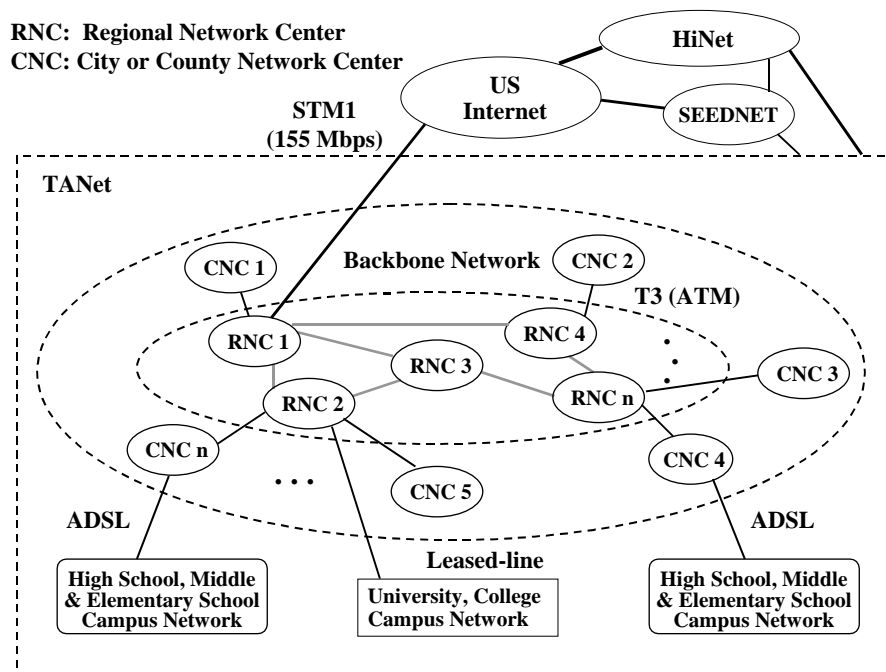 RNC: Regional Network Center
CNC: City or County Network Center
HiNet
US
Internet
SEEDNET
STM1
(155 Mbps)
TANet
CNC 1
Backbone Network
CNC 2
T3 (ATM)
RNC 1
RNC 4
RNC 3
CNC 3
RNC 2
RNC n
CNC n
CNC 4
. . .
CNC 5
ADSL
ADSL
Leased-line
High School, Middle
& Elementary School
Campus Network
University, College
Campus Network
High School, Middle
& Elementary School
Campus Network